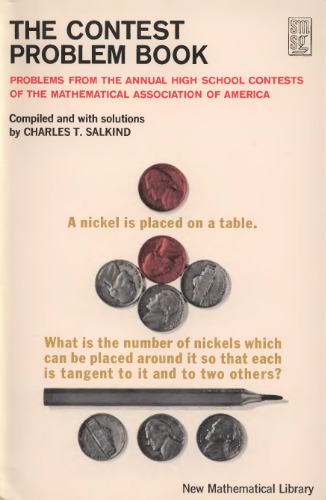 THE CONTEST
PROBLEM BOOK
sm
sg
PROBLEMS FROM THE ANNUAL HIGH SCHOOL CONTESTS
OF THE MATHEMATICAL ASSOCIATION OF AMERICA
Compiled and with solutions
by CHARLES T. SALKIND
A nickel is placed on a table.
What is the number of nickels which
can be placed around it so that each
is tangent to it and to two others?
New Mathematical Library